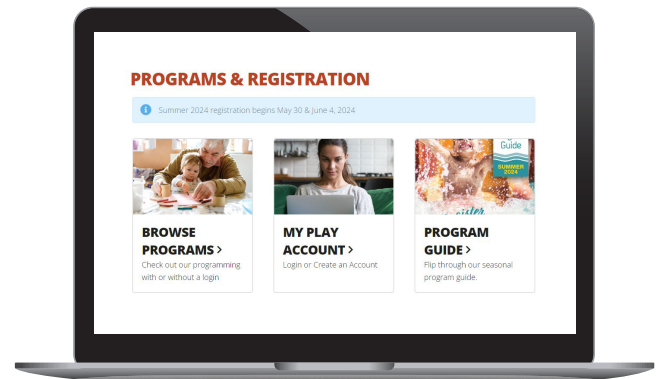 PROGRAMS & REGISTRATION
Summer 2024 registration begins May 30 & June 4, 2024
Guide
SUMMER
2024
BROWSE
PROGRAMS >
Check out our programming
with or without a login
MY PLAY
ACCOUNT >
Login or Create an Account
PROGRAM
GUIDE >
Flip through our seasonal
program guide.